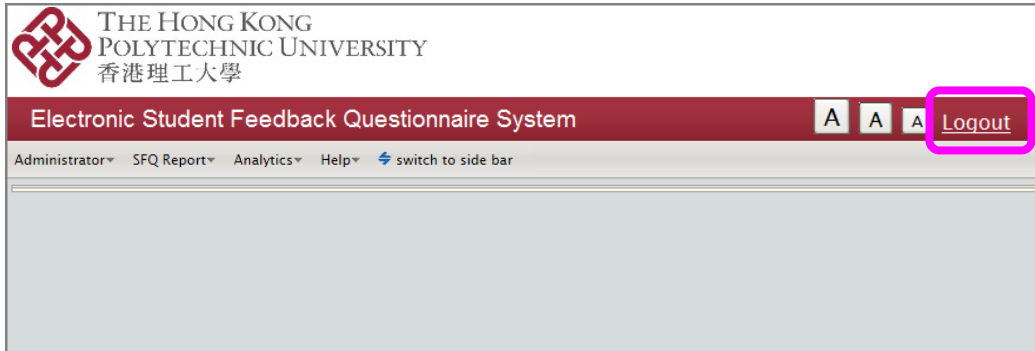 THE HONG KONG
POLYTECHNIC UNIVERSITY
香港理工大學
Electronic Student Feedback Questionnaire System A A A Logout
Administrator SFQ Report Analytics Help switch to side bar